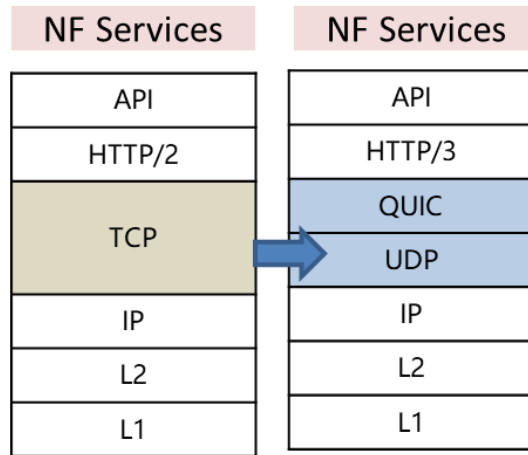 NF Services
API
HTTP/2
TCP
IP
L2
L1
NF Services
API
HTTP/3
QUIC
UDP
IP
L2
L1